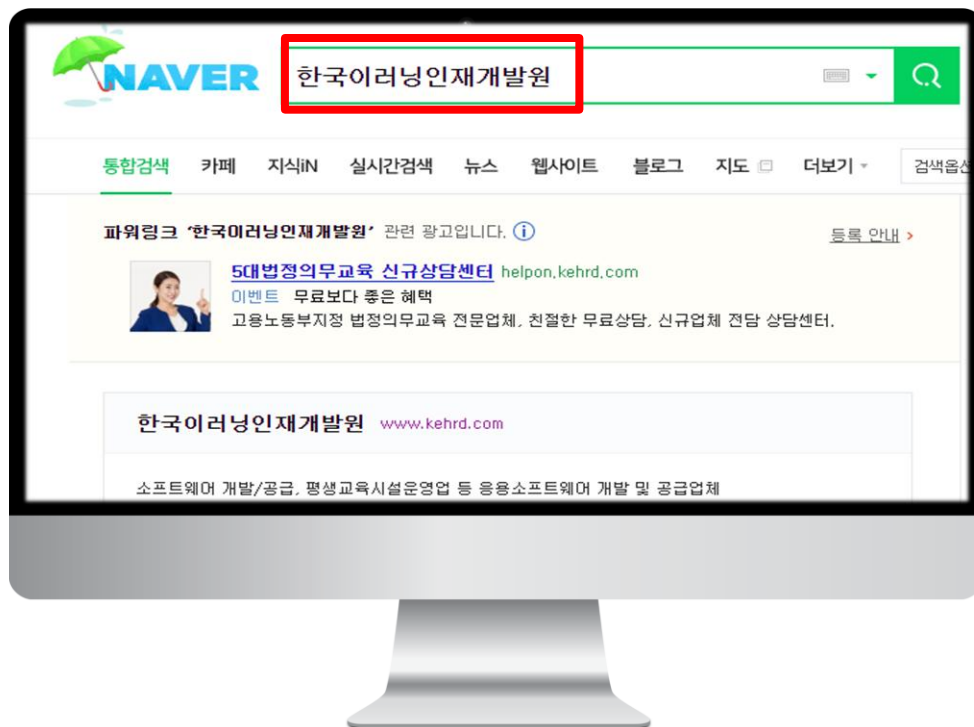 NAVER 한국이러닝인재개발원
통합검색 카페 지식iN 실시간검색 뉴스 웹사이트 블로그 지도 더보기 검색옵션
파워링크 '한국이러닝인재개발원' 관련 광고입니다. 등록 안내 >
5대법정의무교육 신규상담센터 helpon.kehrd.com
이벤트 무료보다 좋은 혜택
고용노동부지정 법정의무교육 전문업체, 친절한 무료상담, 신규업체 전담 상담센터.
한국이러닝인재개발원 www.kehrd.com
소프트웨어 개발/공급, 평생교육시설운영업 등 응용소프트웨어 개발 및 공급업체